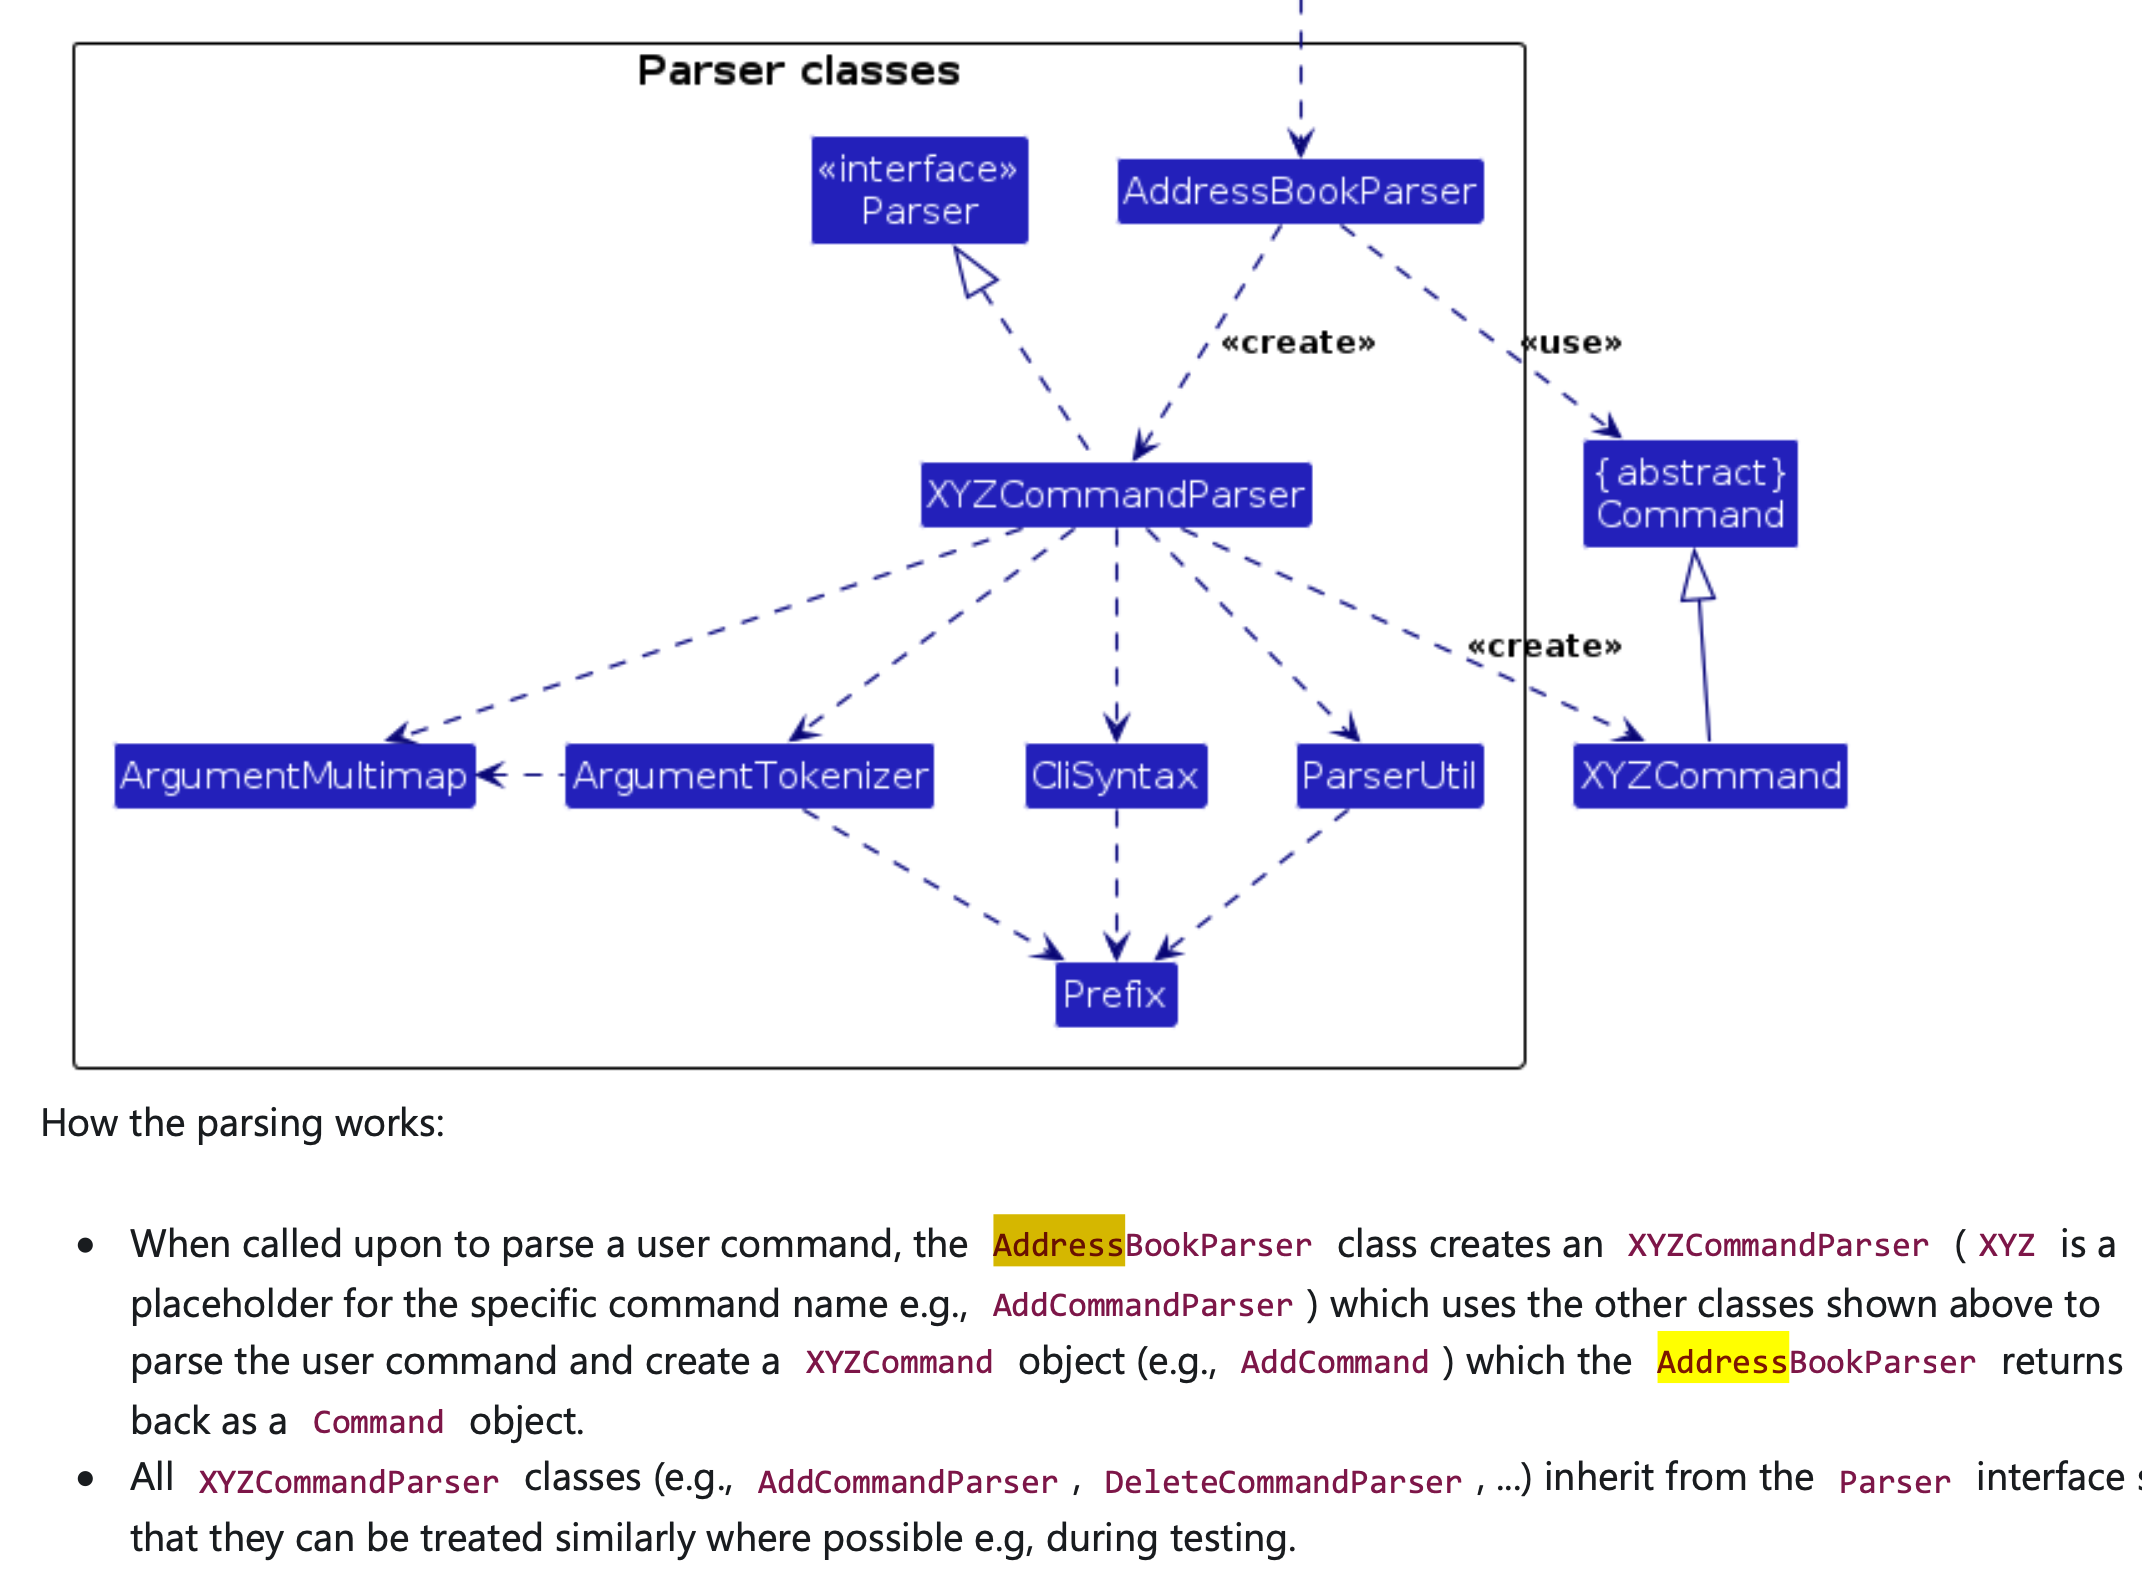 Parser classes
«interface»
Parser
AddressBookParser
«create»
«use»
XYZCommandParser
{abstract}
Command
«create»
ArgumentMultimap
ArgumentTokenizer
CliSyntax
ParserUtil
XYZCommand
Prefix
How the parsing works:
• When called upon to parse a user command, the AddressBookParser class creates an XYZCommandParser ( XYZ is a
placeholder for the specific command name e.g., AddCommandParser ) which uses the other classes shown above to
parse the user command and create a XYZCommand object (e.g., AddCommand ) which the AddressBookParser returns
back as a Command object.
• All XYZCommandParser classes (e.g., AddCommandParser , DeleteCommandParser , ...) inherit from the Parser interface
that they can be treated similarly where possible e.g, during testing.